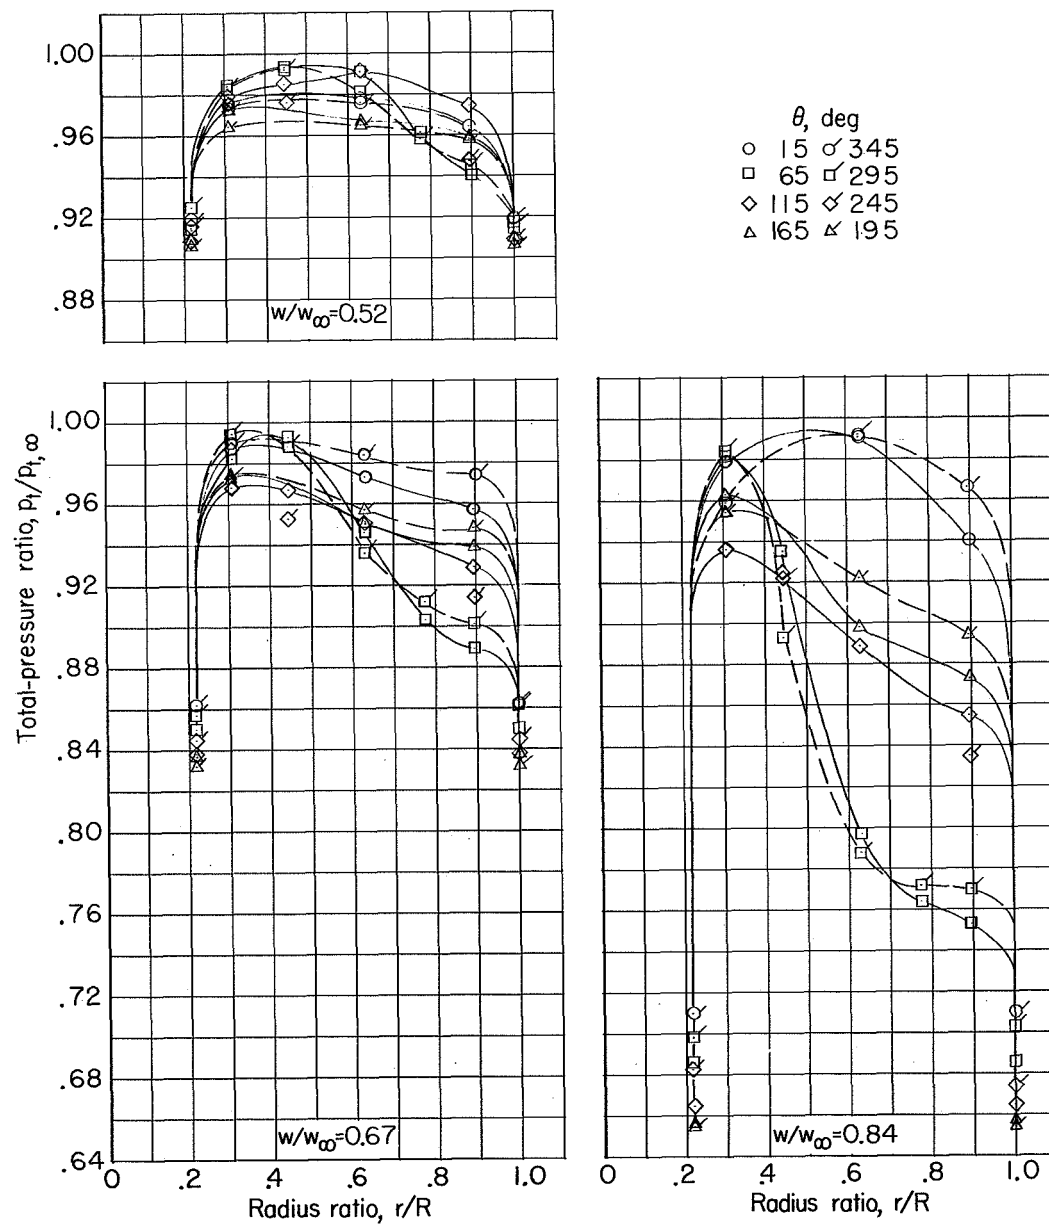 1.00
.96
.92
.88
w/w∞=0.52
θ, deg
○ 15 ○ 345
□ 65 □ 295
◇ 115 ◇ 245
△ 165 △ 195
Total-pressure ratio, pt/pt,∞
1.00
.96
.92
.88
.84
.80
.76
.72
.68
.64
w/w∞=0.67
0 .2 .4 .6 .8 1.0
Radius ratio, r/R
w/w∞=0.84
0 .2 .4 .6 .8 1.0
Radius ratio, r/R